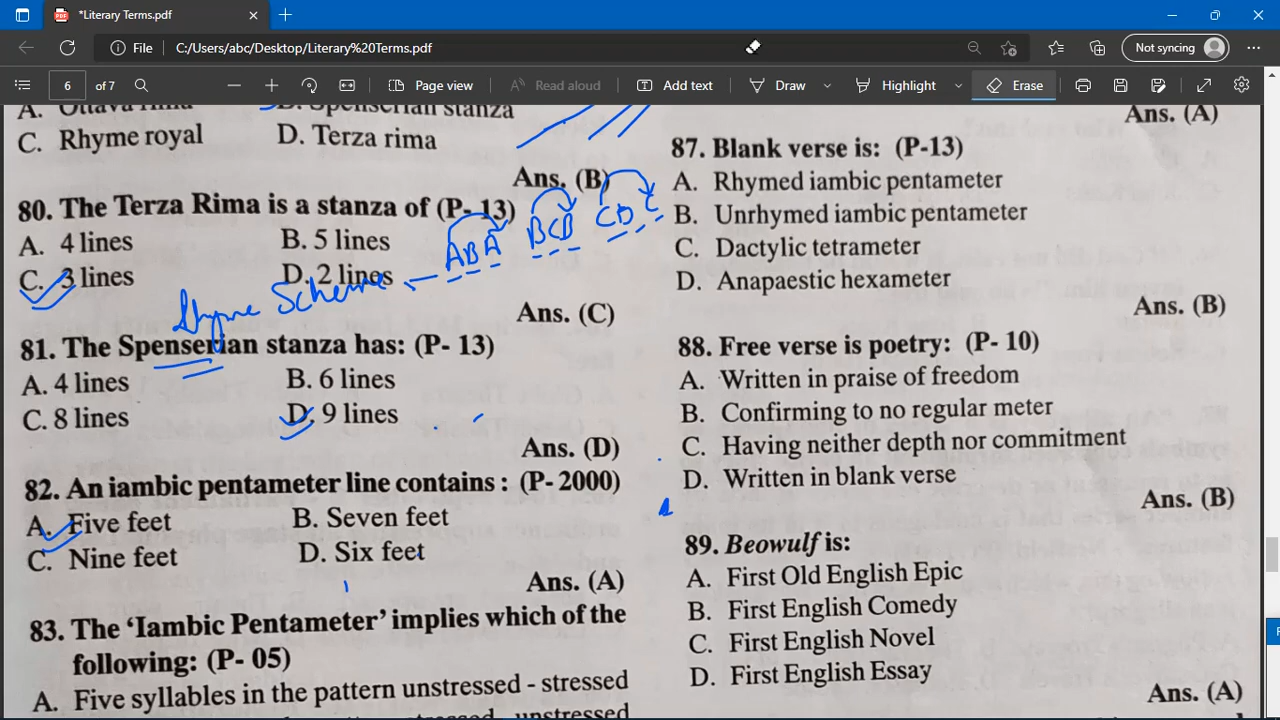 *Literary Terms.pdf
File C:/Users/abc/Desktop/Literary%20Terms.pdf
Not syncing
6 of 7
Page view
Read aloud
Add text
Draw
Highlight
Erase
A. Ottava rima B. Spenserian stanza
C. Rhyme royal D. Terza rima
Ans. (B)
80. The Terza Rima is a stanza of (P- 13)
A. 4 lines B. 5 lines
C. 3 lines D. 2 lines
ABA BCB CDC
Rhyme Scheme
Ans. (C)
81. The Spenserian stanza has: (P- 13)
A. 4 lines B. 6 lines
C. 8 lines D. 9 lines
Ans. (D)
82. An iambic pentameter line contains : (P- 2000)
A. Five feet B. Seven feet
C. Nine feet D. Six feet
Ans. (A)
83. The 'Iambic Pentameter' implies which of the
following: (P- 05)
A. Five syllables in the pattern unstressed - stressed
Ans. (A)
87. Blank verse is: (P-13)
A. Rhymed iambic pentameter
B. Unrhymed iambic pentameter
C. Dactylic tetrameter
D. Anapaestic hexameter
Ans. (B)
88. Free verse is poetry: (P- 10)
A. Written in praise of freedom
B. Confirming to no regular meter
C. Having neither depth nor commitment
D. Written in blank verse
Ans. (B)
89. Beowulf is:
A. First Old English Epic
B. First English Comedy
C. First English Novel
D. First English Essay
Ans. (A)